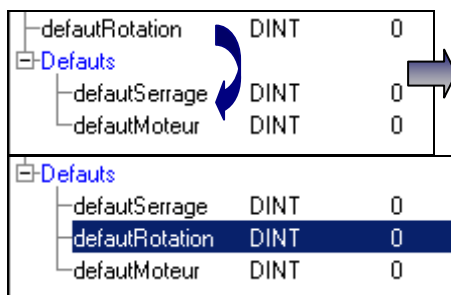 defautRotation DINT 0
Defauts
defautSerrage DINT 0
defautMoteur DINT 0
Defauts
defautSerrage DINT 0
defautRotation DINT 0
defautMoteur DINT 0